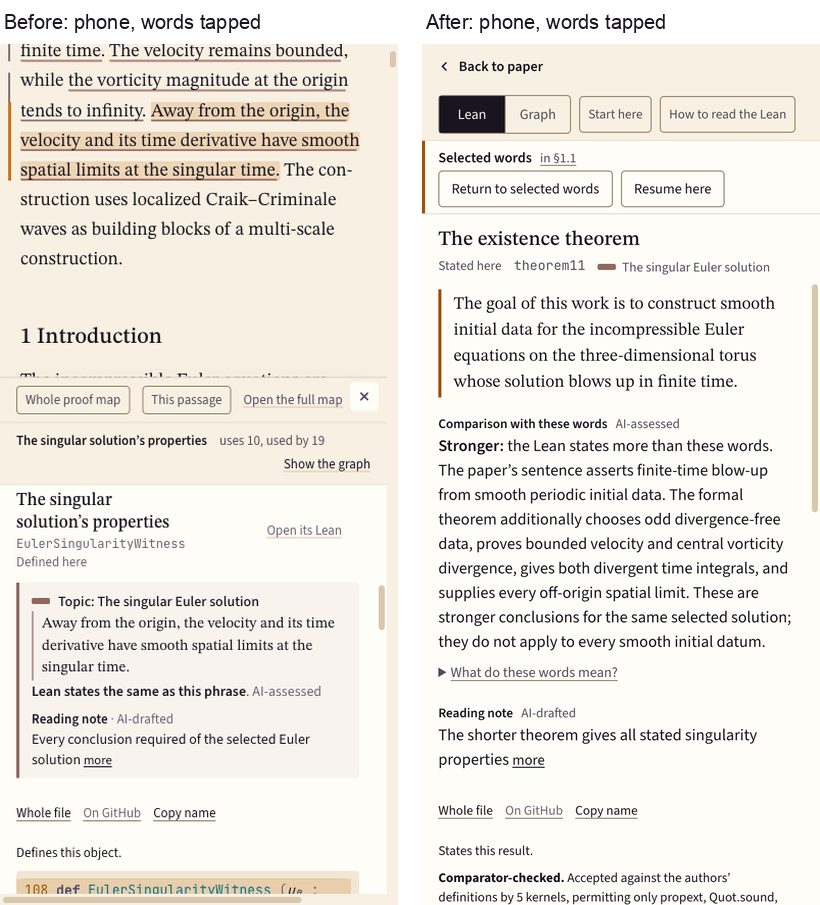 Before: phone, words tapped
finite time. The velocity remains bounded,
while the vorticity magnitude at the origin
tends to infinity. Away from the origin, the
velocity and its time derivative have smooth
spatial limits at the singular time. The con-
struction uses localized Craik–Criminale
waves as building blocks of a multi-scale
construction.
1 Introduction
The incompressible Euler equations are
Whole proof map
This passage
Open the full map
×
The singular solution’s properties uses 10, used by 19
Show the graph
The singular
solution’s properties
EulerSingularityWitness
Defined here
Open its Lean
Topic: The singular Euler solution
Away from the origin, the velocity and its time
derivative have smooth spatial limits at the
singular time.
Lean states the same as this phrase. AI-assessed
Reading note · AI-drafted
Every conclusion required of the selected Euler
solution more
Whole file On GitHub Copy name
Defines this object.
108 def EulerSingularityWitness (u₀ :
After: phone, words tapped
Back to paper
Lean
Graph
Start here
How to read the Lean
Selected words in §1.1
Return to selected words
Resume here
The existence theorem
Stated here theorem11 The singular Euler solution
The goal of this work is to construct smooth
initial data for the incompressible Euler
equations on the three-dimensional torus
whose solution blows up in finite time.
Comparison with these words AI-assessed
Stronger: the Lean states more than these words.
The paper’s sentence asserts finite-time blow-up
from smooth periodic initial data. The formal
theorem additionally chooses odd divergence-free
data, proves bounded velocity and central vorticity
divergence, gives both divergent time integrals, and
supplies every off-origin spatial limit. These are
stronger conclusions for the same selected solution;
they do not apply to every smooth initial datum.
What do these words mean?
Reading note AI-drafted
The shorter theorem gives all stated singularity
properties more
Whole file On GitHub Copy name
States this result.
Comparator-checked. Accepted against the authors’
definitions by 5 kernels, permitting only propext, Quot.sound,